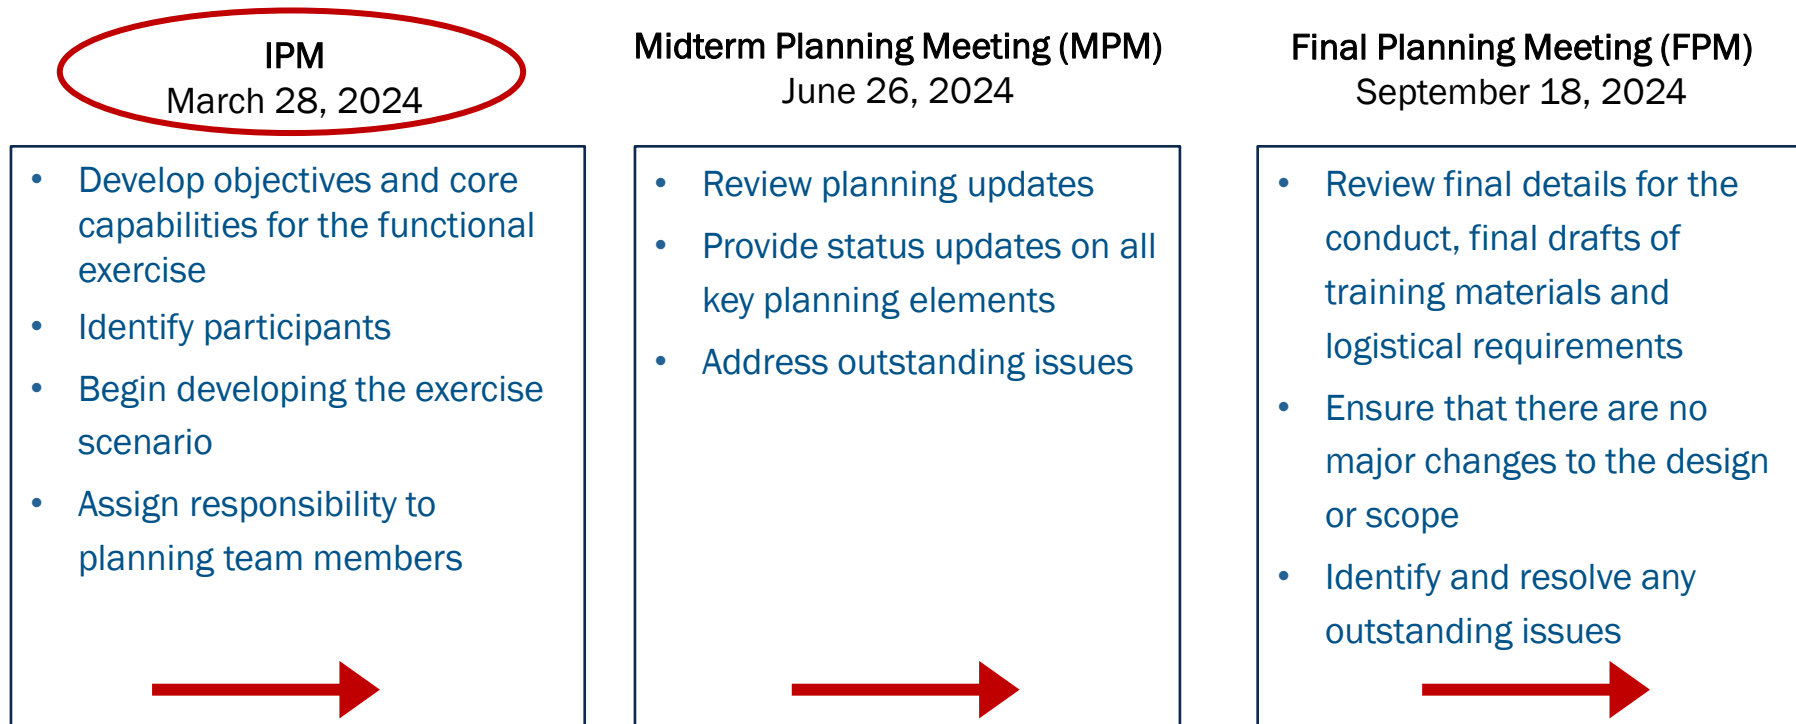 IPM
March 28, 2024
• Develop objectives and core
capabilities for the functional
exercise
• Identify participants
• Begin developing the exercise
scenario
• Assign responsibility to
planning team members
Midterm Planning Meeting (MPM)
June 26, 2024
• Review planning updates
• Provide status updates on all
key planning elements
• Address outstanding issues
Final Planning Meeting (FPM)
September 18, 2024
• Review final details for the
conduct, final drafts of
training materials and
logistical requirements
• Ensure that there are no
major changes to the design
or scope
• Identify and resolve any
outstanding issues